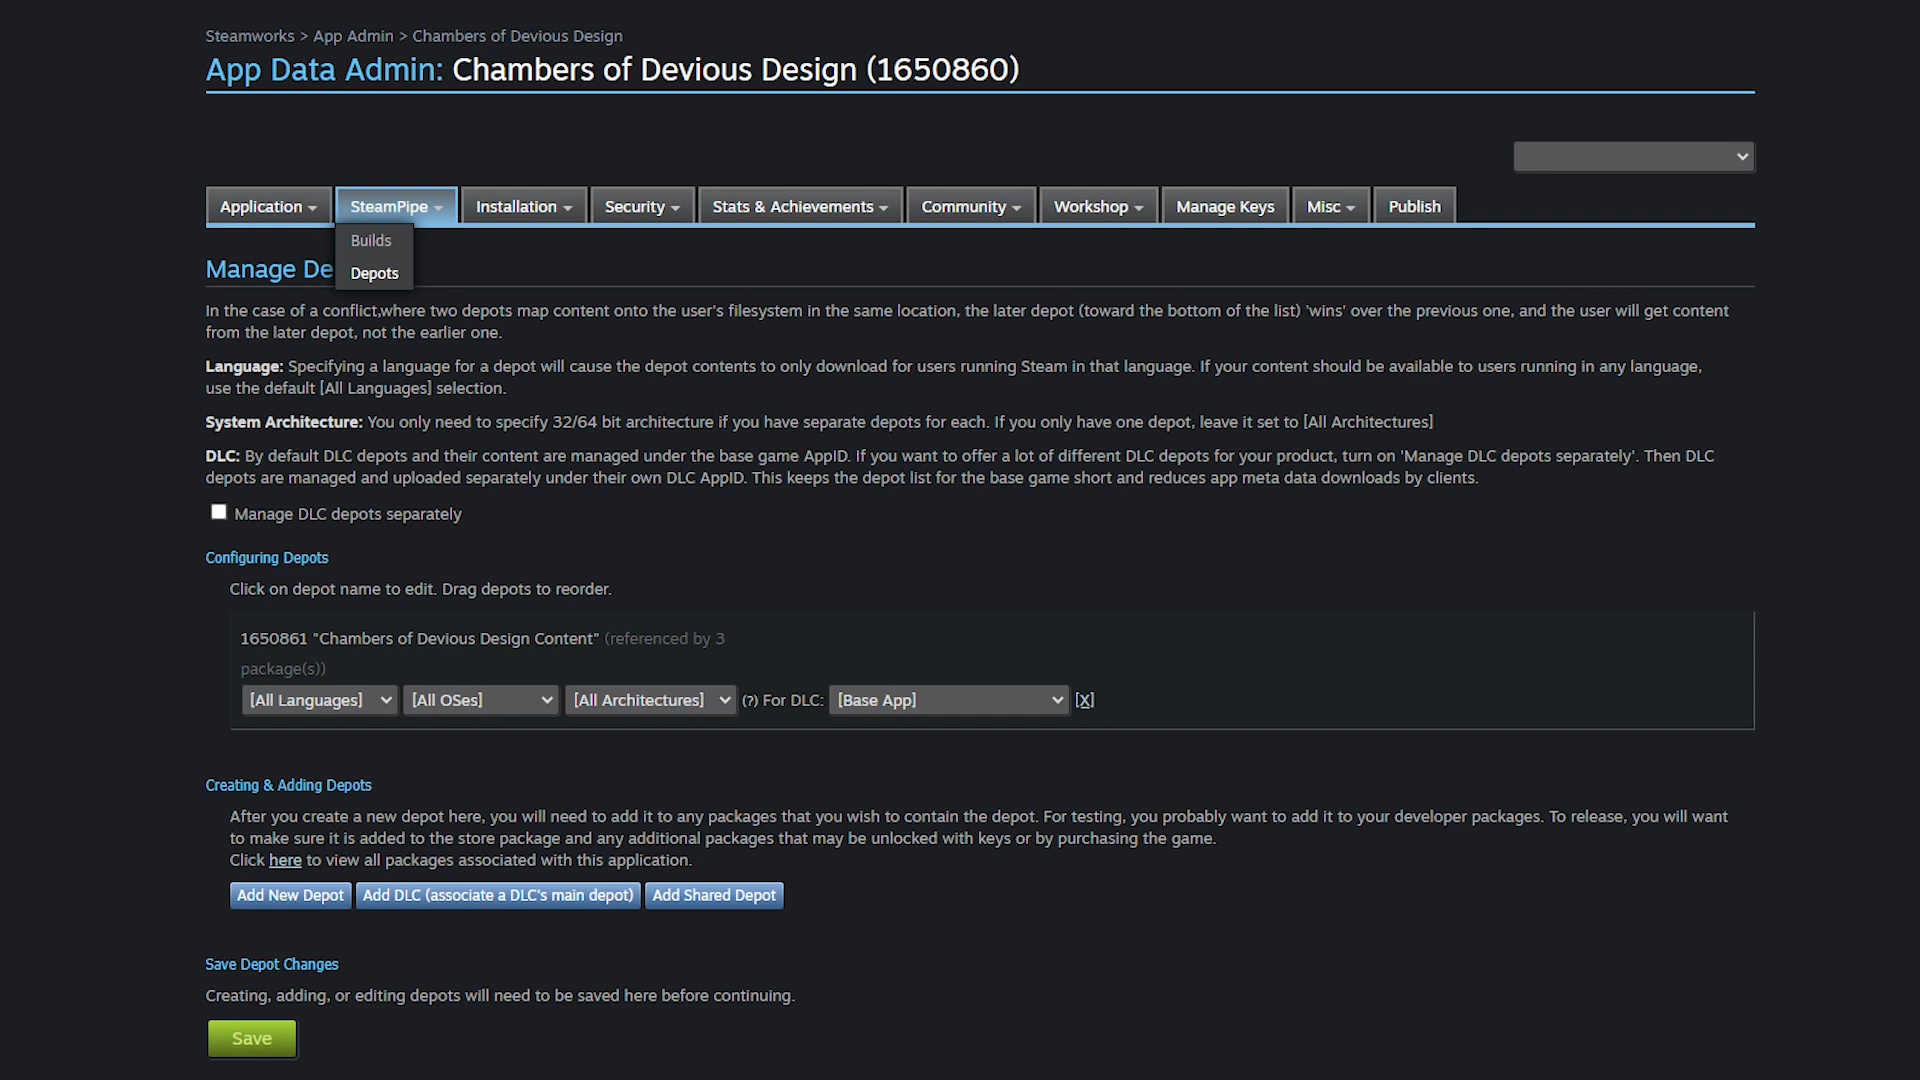 Steamworks > App Admin > Chambers of Devious Design
App Data Admin: Chambers of Devious Design (1650860)
Application SteamPipe Installation Security Stats & Achievements Community Workshop Manage Keys Misc Publish
Builds
Depots
Manage De
In the case of a conflict,where two depots map content onto the user's filesystem in the same location, the later depot (toward the bottom of the list) 'wins' over the previous one, and the user will get content
from the later depot, not the earlier one.
Language: Specifying a language for a depot will cause the depot contents to only download for users running Steam in that language. If your content should be available to users running in any language,
use the default [All Languages] selection.
System Architecture: You only need to specify 32/64 bit architecture if you have separate depots for each. If you only have one depot, leave it set to [All Architectures]
DLC: By default DLC depots and their content are managed under the base game AppID. If you want to offer a lot of different DLC depots for your product, turn on 'Manage DLC depots separately'. Then DLC
depots are managed and uploaded separately under their own DLC AppID. This keeps the depot list for the base game short and reduces app meta data downloads by clients.
Manage DLC depots separately
Configuring Depots
Click on depot name to edit. Drag depots to reorder.
1650861 "Chambers of Devious Design Content" (referenced by 3
package(s))
[All Languages] [All OSes] [All Architectures] (?) For DLC: [Base App] [X]
Creating & Adding Depots
After you create a new depot here, you will need to add it to any packages that you wish to contain the depot. For testing, you probably want to add it to your developer packages. To release, you will want
to make sure it is added to the store package and any additional packages that may be unlocked with keys or by purchasing the game.
Click here to view all packages associated with this application.
Add New Depot Add DLC (associate a DLC's main depot) Add Shared Depot
Save Depot Changes
Creating, adding, or editing depots will need to be saved here before continuing.
Save